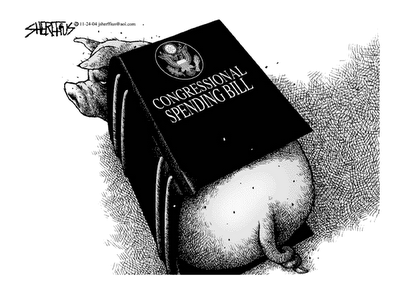 SHERFFIUS © 11-24-04 jsherffius@aol.com
CONGRESSIONAL
SPENDING BILL